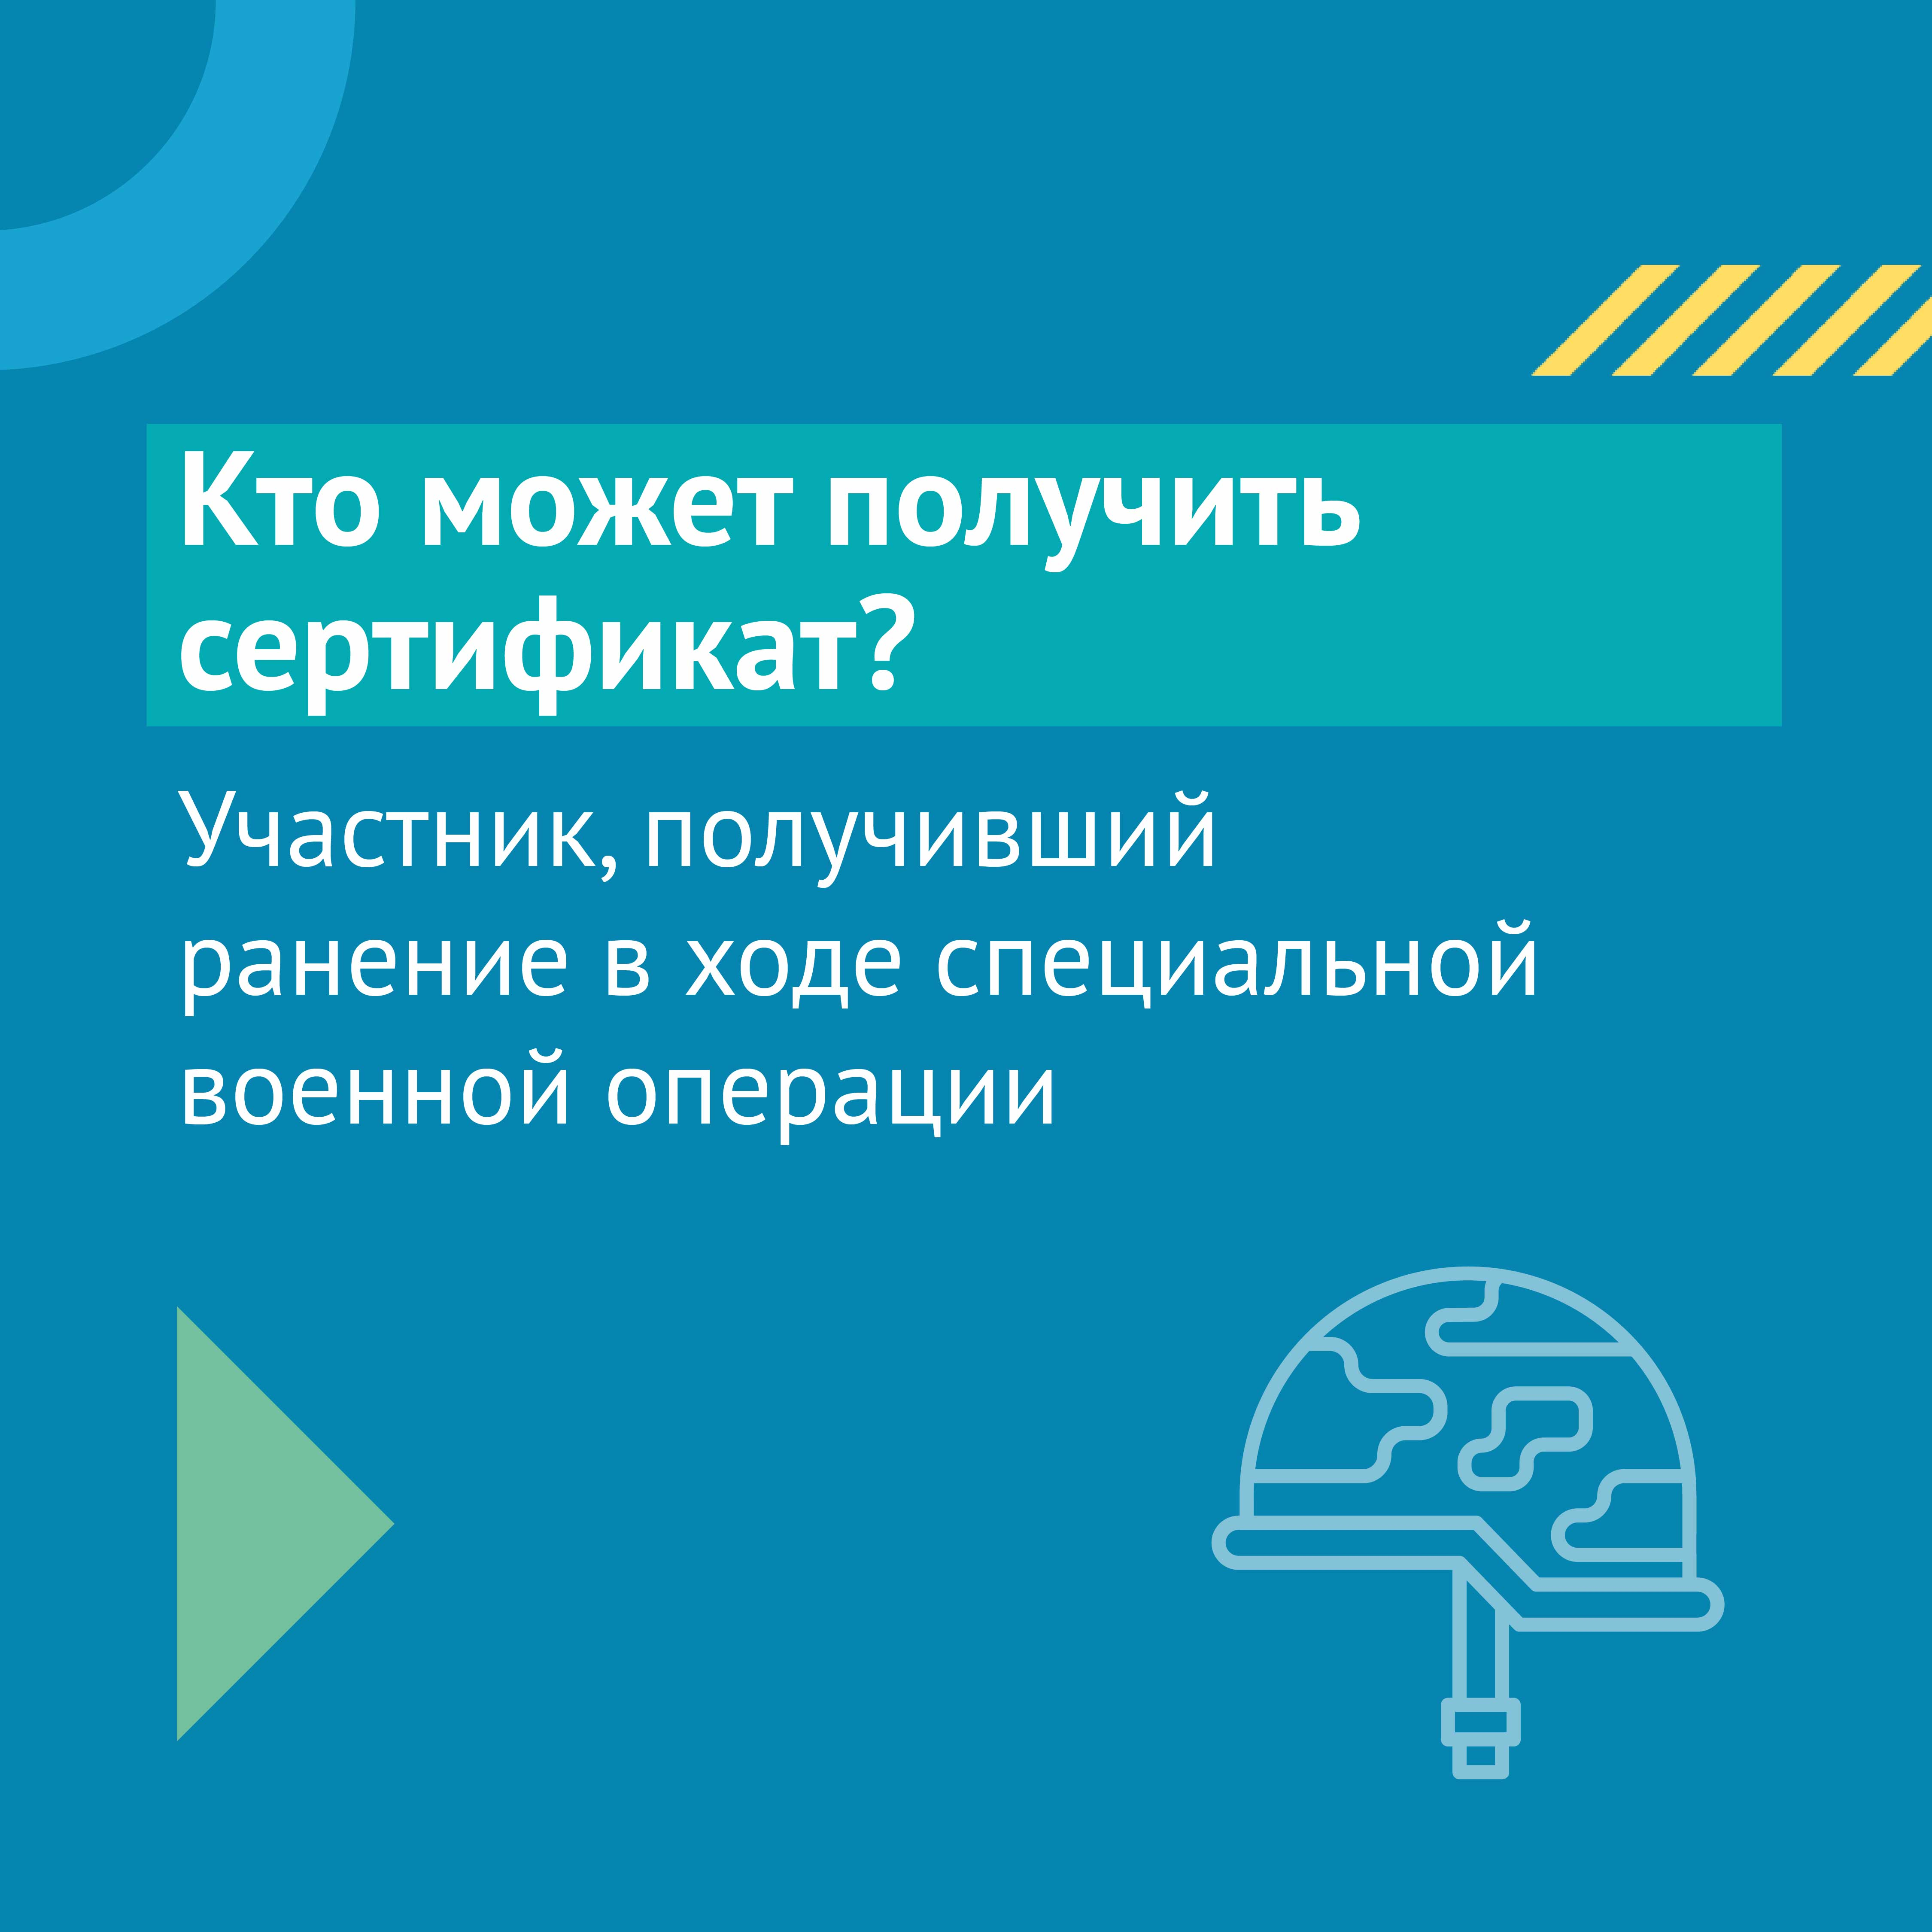 Кто может получить
сертификат?
Участник, получивший
ранение в ходе специальной
военной операции